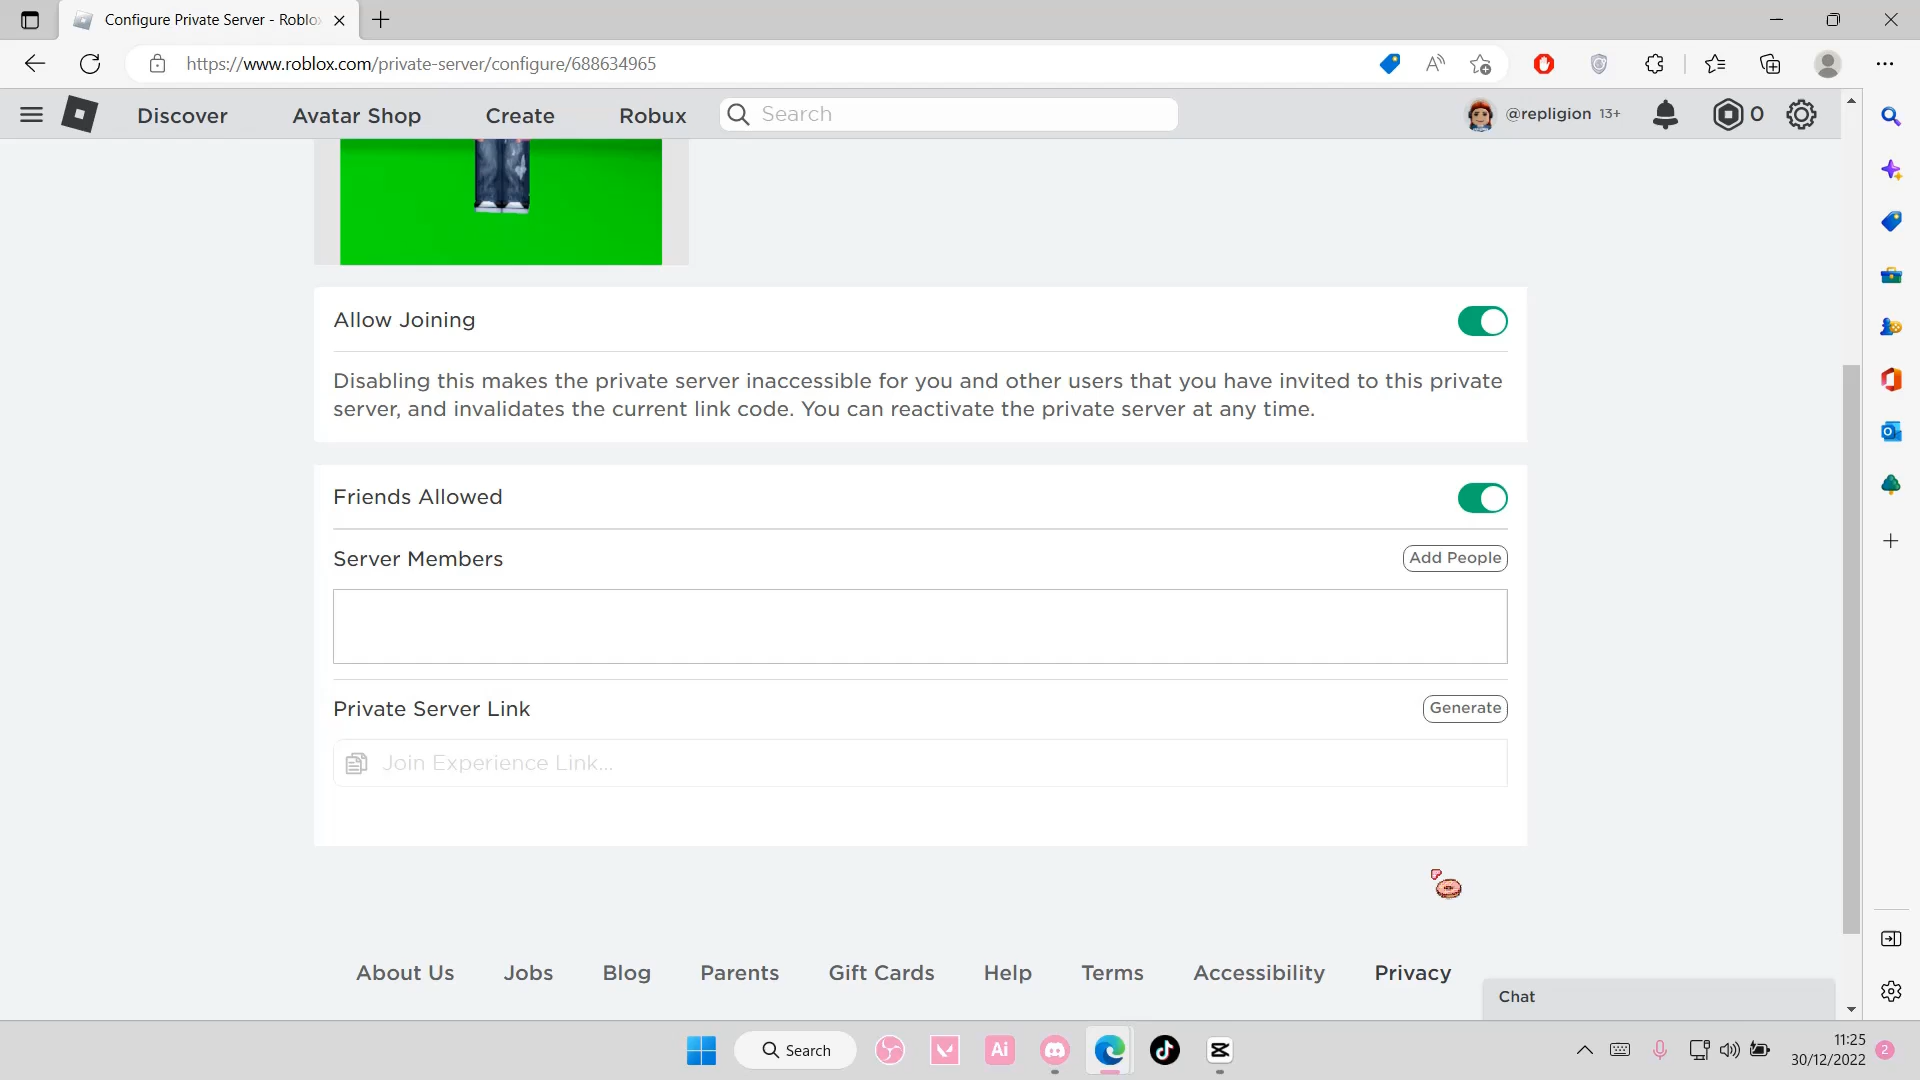 Configure Private Server - Roblo
https://www.roblox.com/private-server/configure/688634965
Discover
Avatar Shop
Create
Robux
Search
@repligion 13+
0
Allow Joining
Disabling this makes the private server inaccessible for you and other users that you have invited to this private
server, and invalidates the current link code. You can reactivate the private server at any time.
Friends Allowed
Server Members
Add People
Private Server Link
Generate
Join Experience Link...
About Us
Jobs
Blog
Parents
Gift Cards
Help
Terms
Accessibility
Privacy
Chat
Search
Ai
11:25
30/12/2022
2